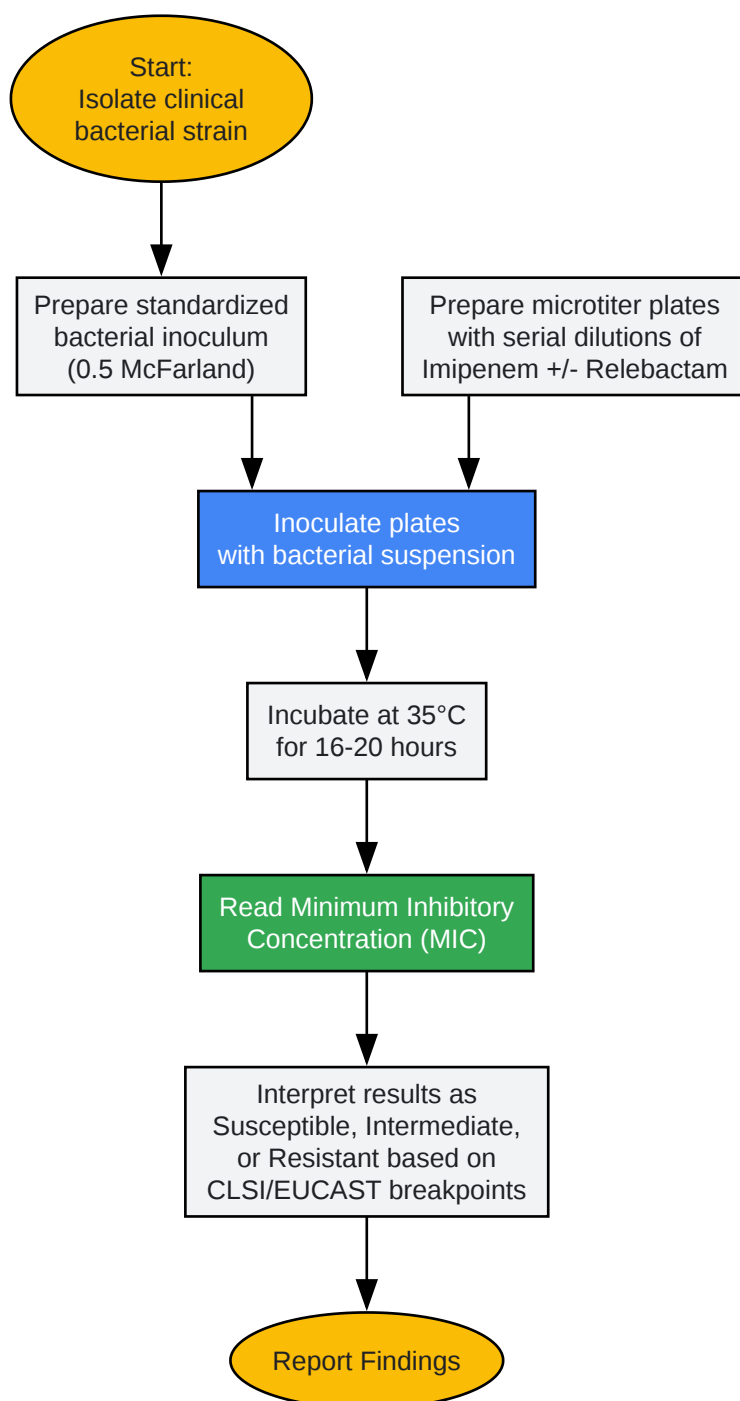 Start:
Isolate clinical
bacterial strain
Prepare standardized
bacterial inoculum
(0.5 McFarland)
Prepare microtiter plates
with serial dilutions of
Imipenem +/- Relebactam
Inoculate plates
with bacterial suspension
Incubate at 35°C
for 16-20 hours
Read Minimum Inhibitory
Concentration (MIC)
Interpret results as
Susceptible, Intermediate,
or Resistant based on
CLSI/EUCAST breakpoints
Report Findings